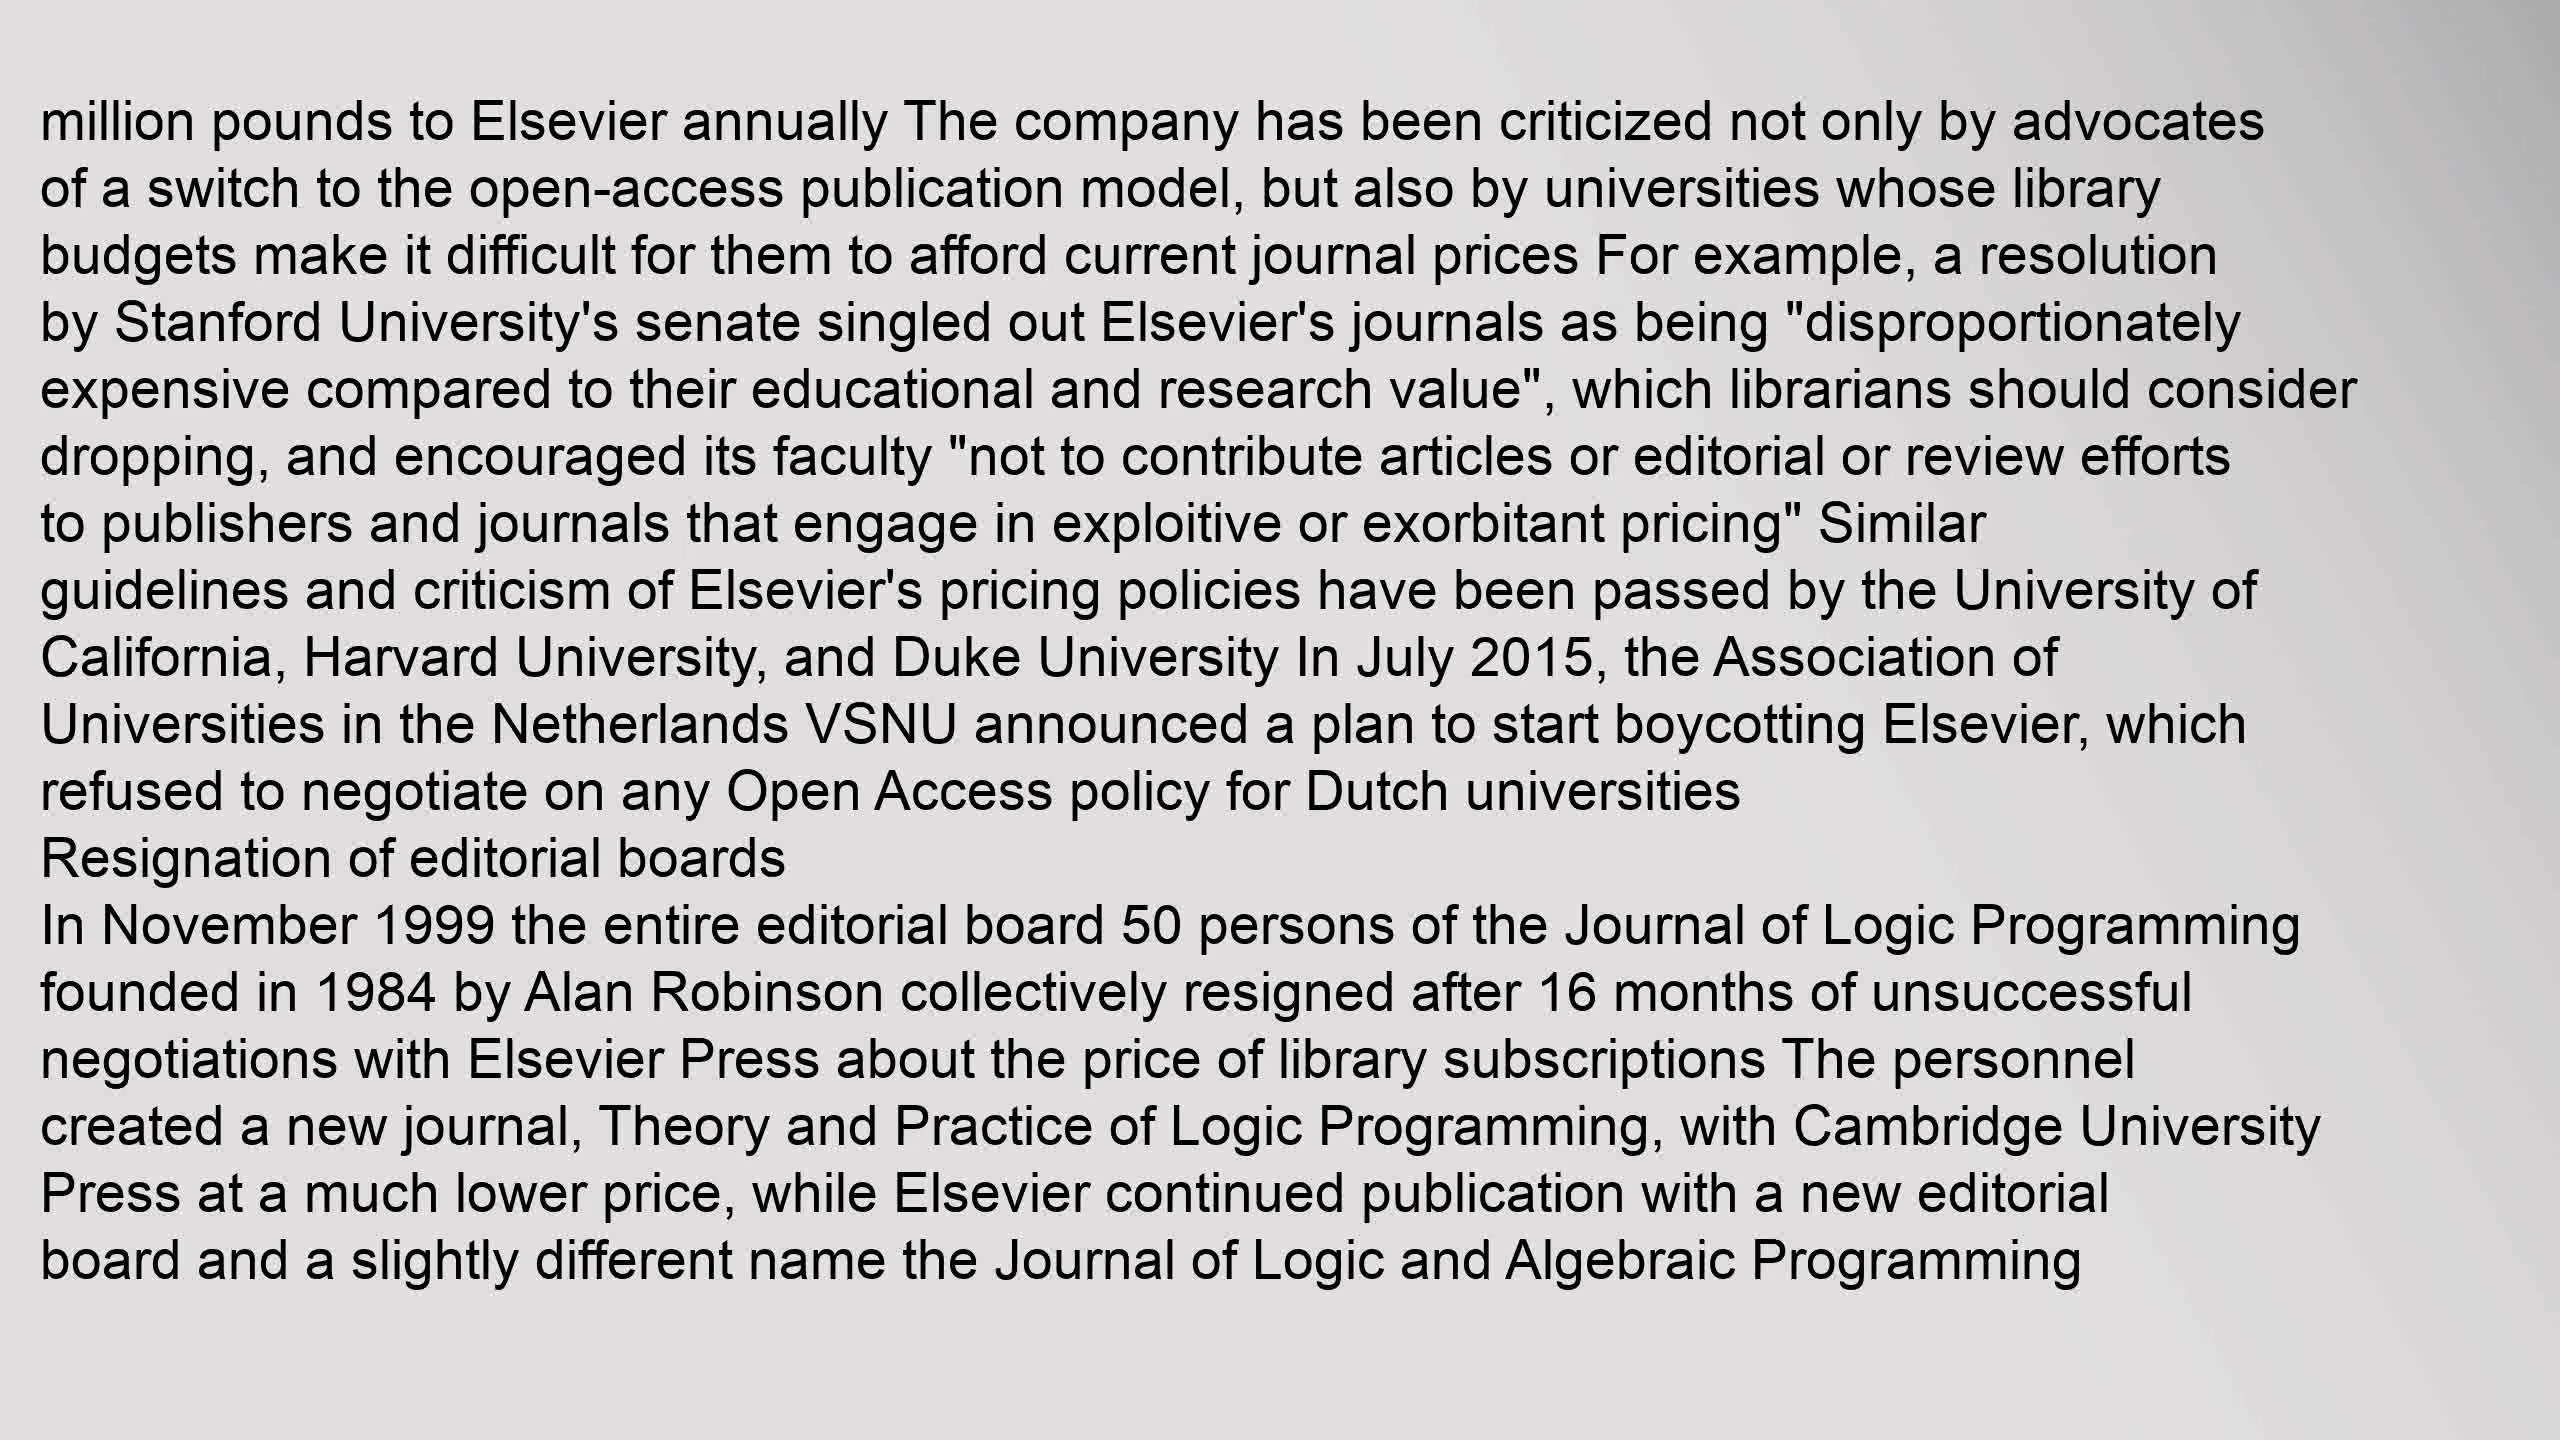 million pounds to Elsevier annually The company has been criticized not only by advocates
of a switch to the open-access publication model, but also by universities whose library
budgets make it difficult for them to afford current journal prices For example, a resolution
by Stanford University's senate singled out Elsevier's journals as being "disproportionately
expensive compared to their educational and research value", which librarians should consider
dropping, and encouraged its faculty "not to contribute articles or editorial or review efforts
to publishers and journals that engage in exploitive or exorbitant pricing" Similar
guidelines and criticism of Elsevier's pricing policies have been passed by the University of
California, Harvard University, and Duke University In July 2015, the Association of
Universities in the Netherlands VSNU announced a plan to start boycotting Elsevier, which
refused to negotiate on any Open Access policy for Dutch universities
Resignation of editorial boards
In November 1999 the entire editorial board 50 persons of the Journal of Logic Programming
founded in 1984 by Alan Robinson collectively resigned after 16 months of unsuccessful
negotiations with Elsevier Press about the price of library subscriptions The personnel
created a new journal, Theory and Practice of Logic Programming, with Cambridge University
Press at a much lower price, while Elsevier continued publication with a new editorial
board and a slightly different name the Journal of Logic and Algebraic Programming